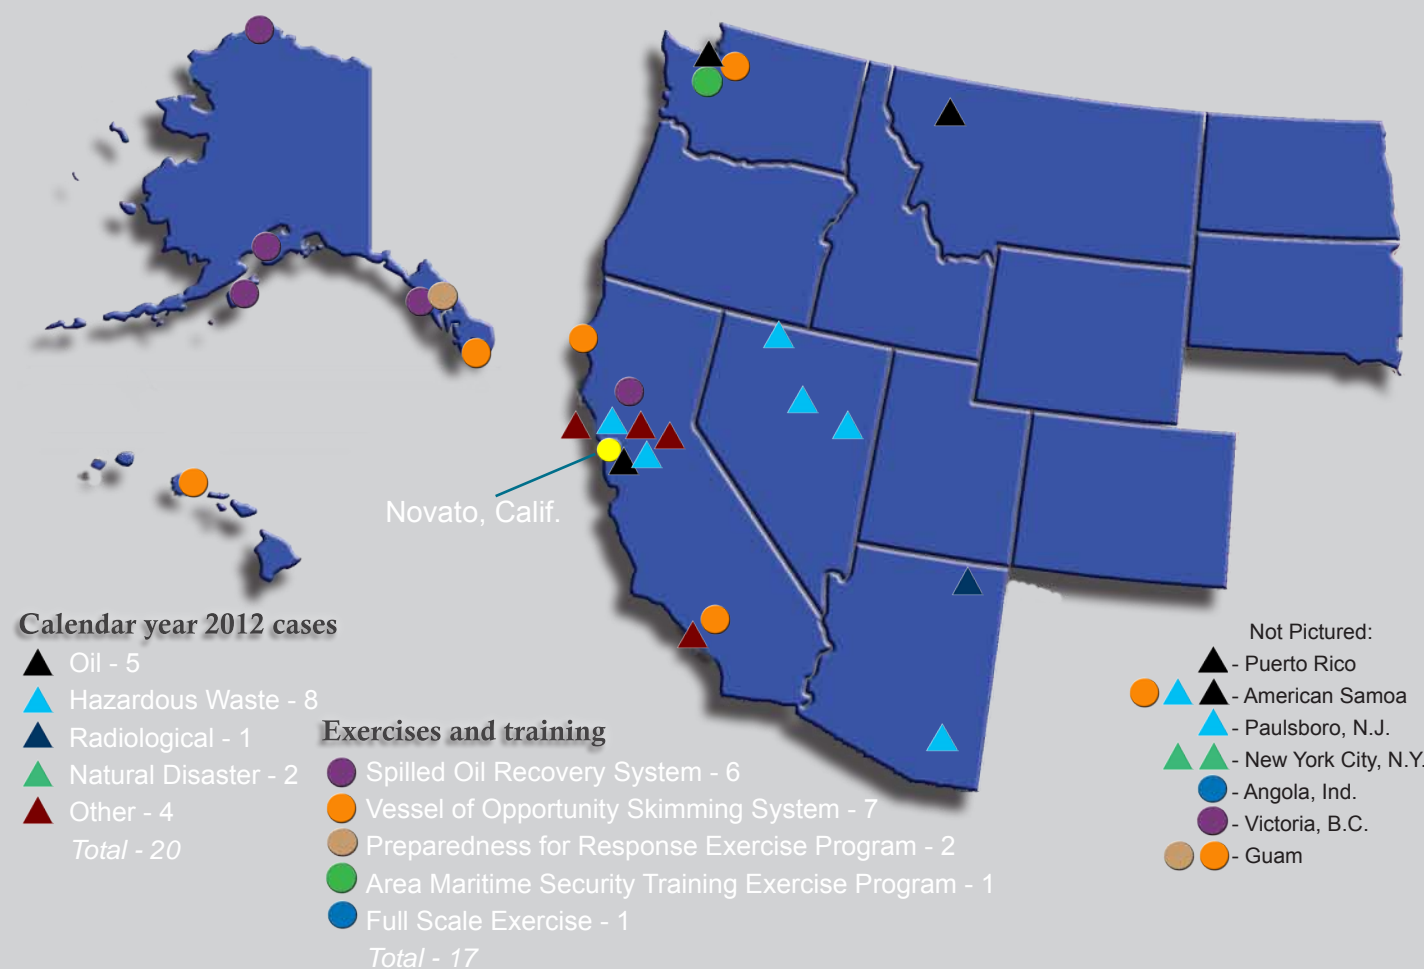 Novato, Calif.
Calendar year 2012 cases
Oil - 5
Hazardous Waste - 8
Radiological - 1
Natural Disaster - 2
Other - 4
Total - 20
Exercises and training
Spilled Oil Recovery System - 6
Vessel of Opportunity Skimming System - 7
Preparedness for Response Exercise Program - 2
Area Maritime Security Training Exercise Program - 1
Full Scale Exercise - 1
Total - 17
Not Pictured:
- Puerto Rico
- American Samoa
- Paulsboro, N.J.
- New York City, N.Y.
- Angola, Ind.
- Victoria, B.C.
- Guam